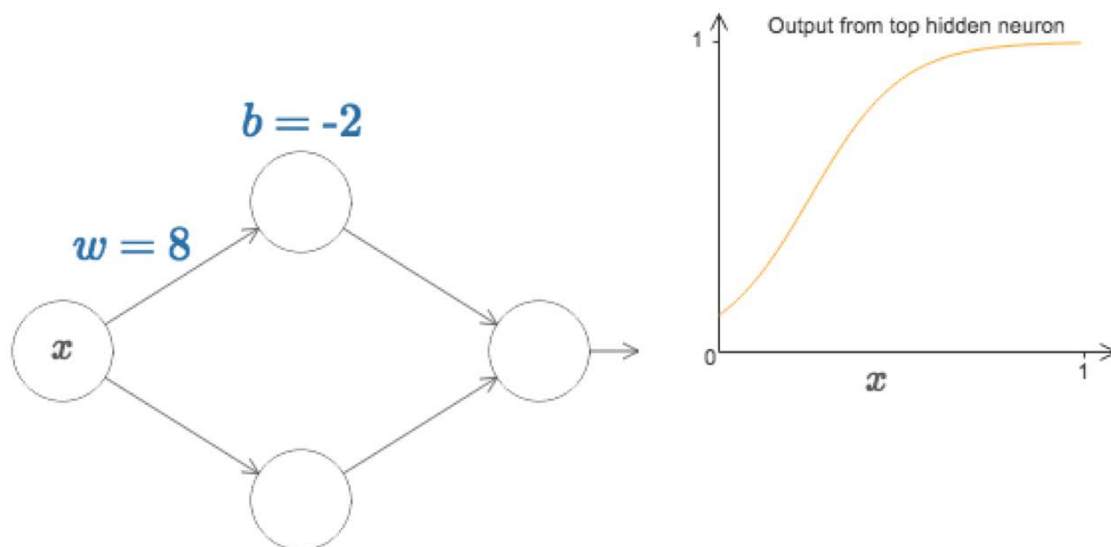 b = -2
w = 8
x
Output from top hidden neuron
1
0
x
1